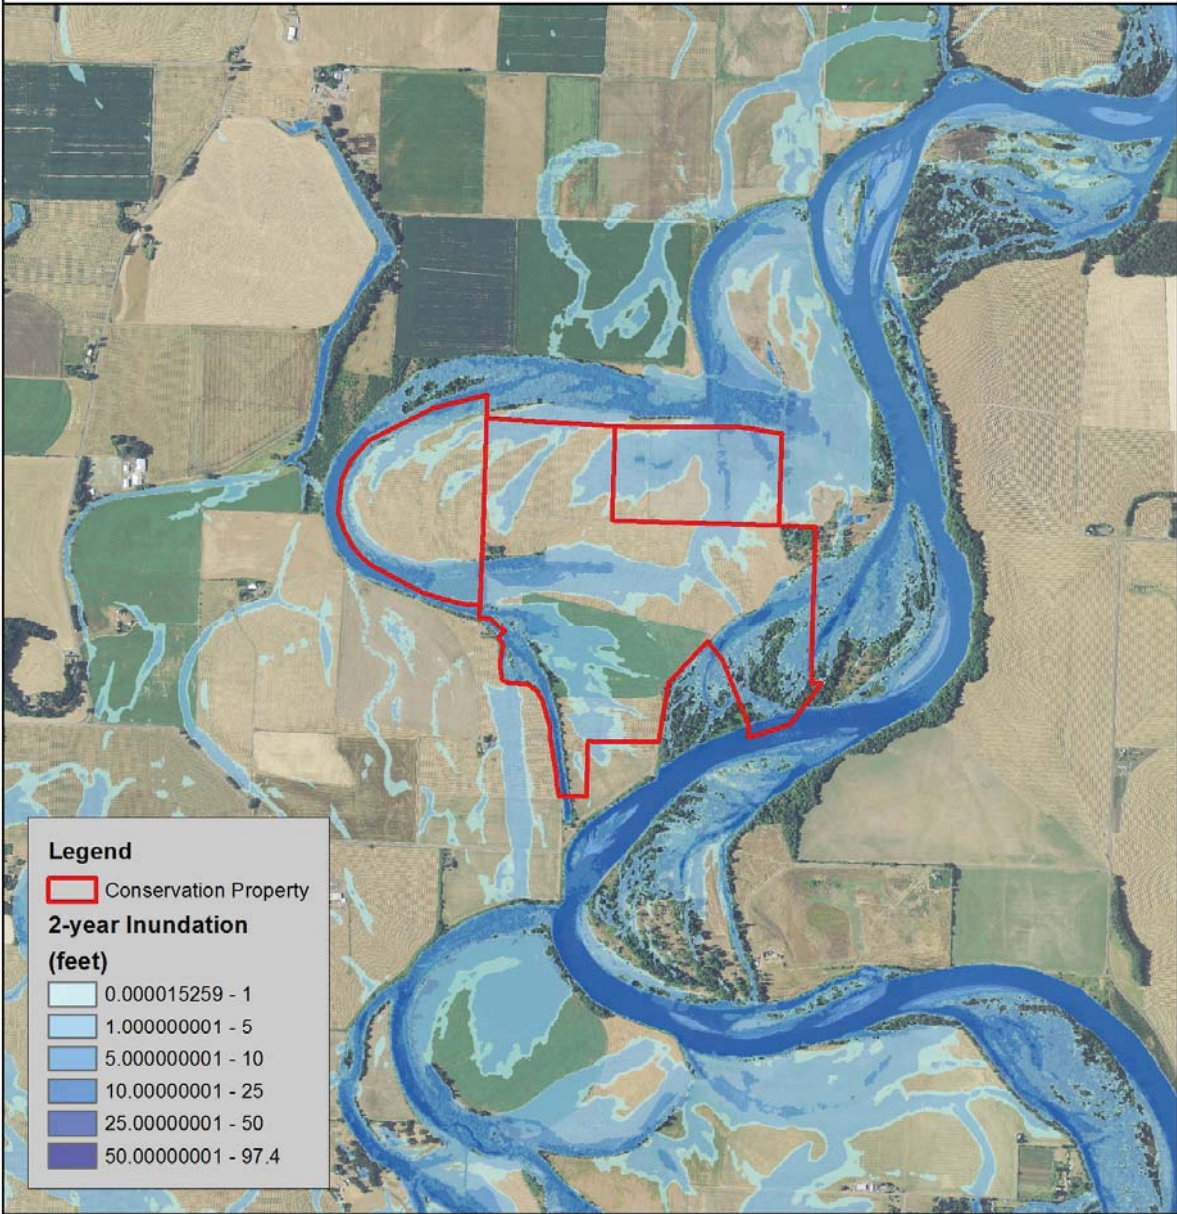 Legend
Conservation Property
2-year Inundation
(feet)
0.000015259 - 1
1.000000001 - 5
5.000000001 - 10
10.00000001 - 25
25.00000001 - 50
50.00000001 - 97.4